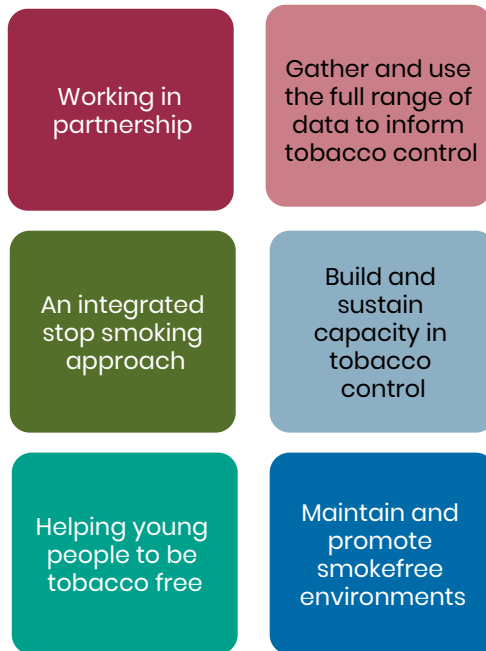 Working in
partnership
Gather and use
the full range of
data to inform
tobacco control
An integrated
stop smoking
approach
Build and
sustain
capacity in
tobacco
control
Helping young
people to be
tobacco free
Maintain and
promote
smokefree
environments